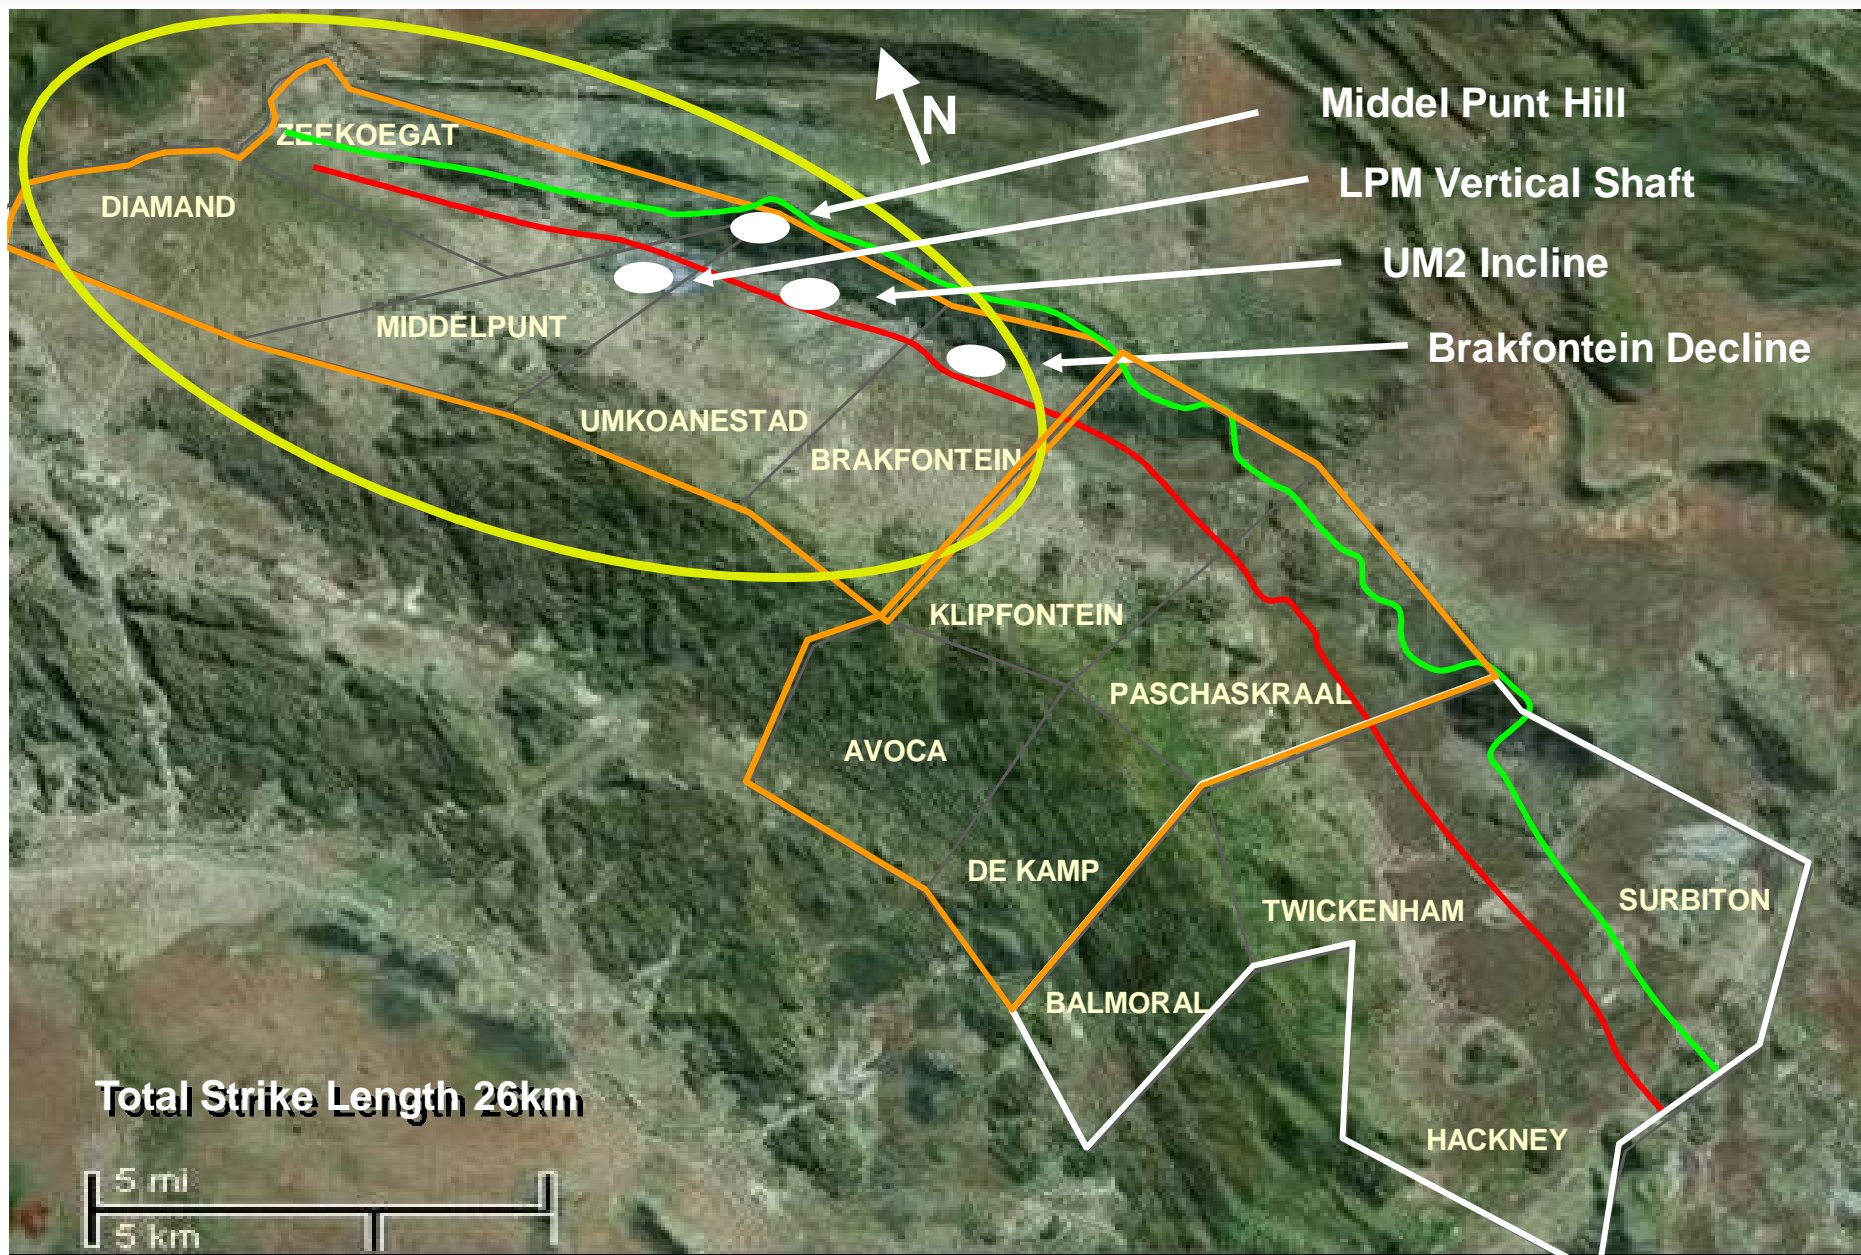 Middel Punt Hill
N
ZEEKOEGAT
LPM Vertical Shaft
DIAMAND
UM2 Incline
MIDDELPUNT
Brakfontein Decline
UMKOANESTAD
BRAKFONTEIN
KLIPFONTEIN
PASCHASKRAAL
AVOCA
DE KAMP
SURBITON
TWICKENHAM
BALMORAL
Total Strike Length 26km
HACKNEY
5 mi
5 km